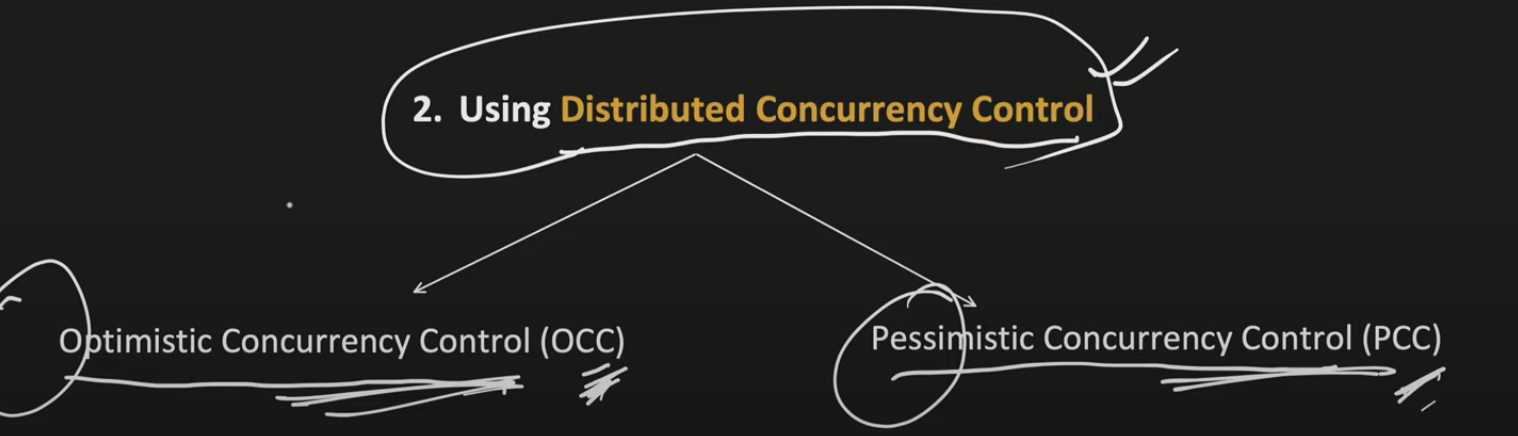 2. Using Distributed Concurrency Control
Optimistic Concurrency Control (OCC)
Pessimistic Concurrency Control (PCC)